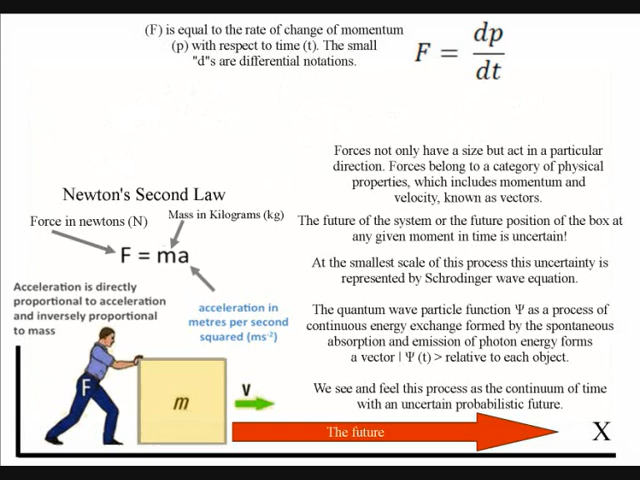 (F) is equal to the rate of change of momentum
(p) with respect to time (t). The small
"d"s are differential notations.
F = dp/dt
Forces not only have a size but act in a particular
direction. Forces belong to a category of physical
properties, which includes momentum and
velocity, known as vectors.
Newton's Second Law
Force in newtons (N)
Mass in Kilograms (kg)
F = ma
The future of the system or the future position of the box at
any given moment in time is uncertain!
At the smallest scale of this process this uncertainty is
represented by Schrodinger wave equation.
Acceleration is directly
proportional to acceleration
and inversely proportional
to mass
acceleration in
metres per second
squared (ms⁻²)
The quantum wave particle function Ψ as a process of
continuous energy exchange formed by the spontaneous
absorption and emission of photon energy forms
a vector | Ψ (t) > relative to each object.
We see and feel this process as the continuum of time
with an uncertain probabilistic future.
F
m
v
The future
X